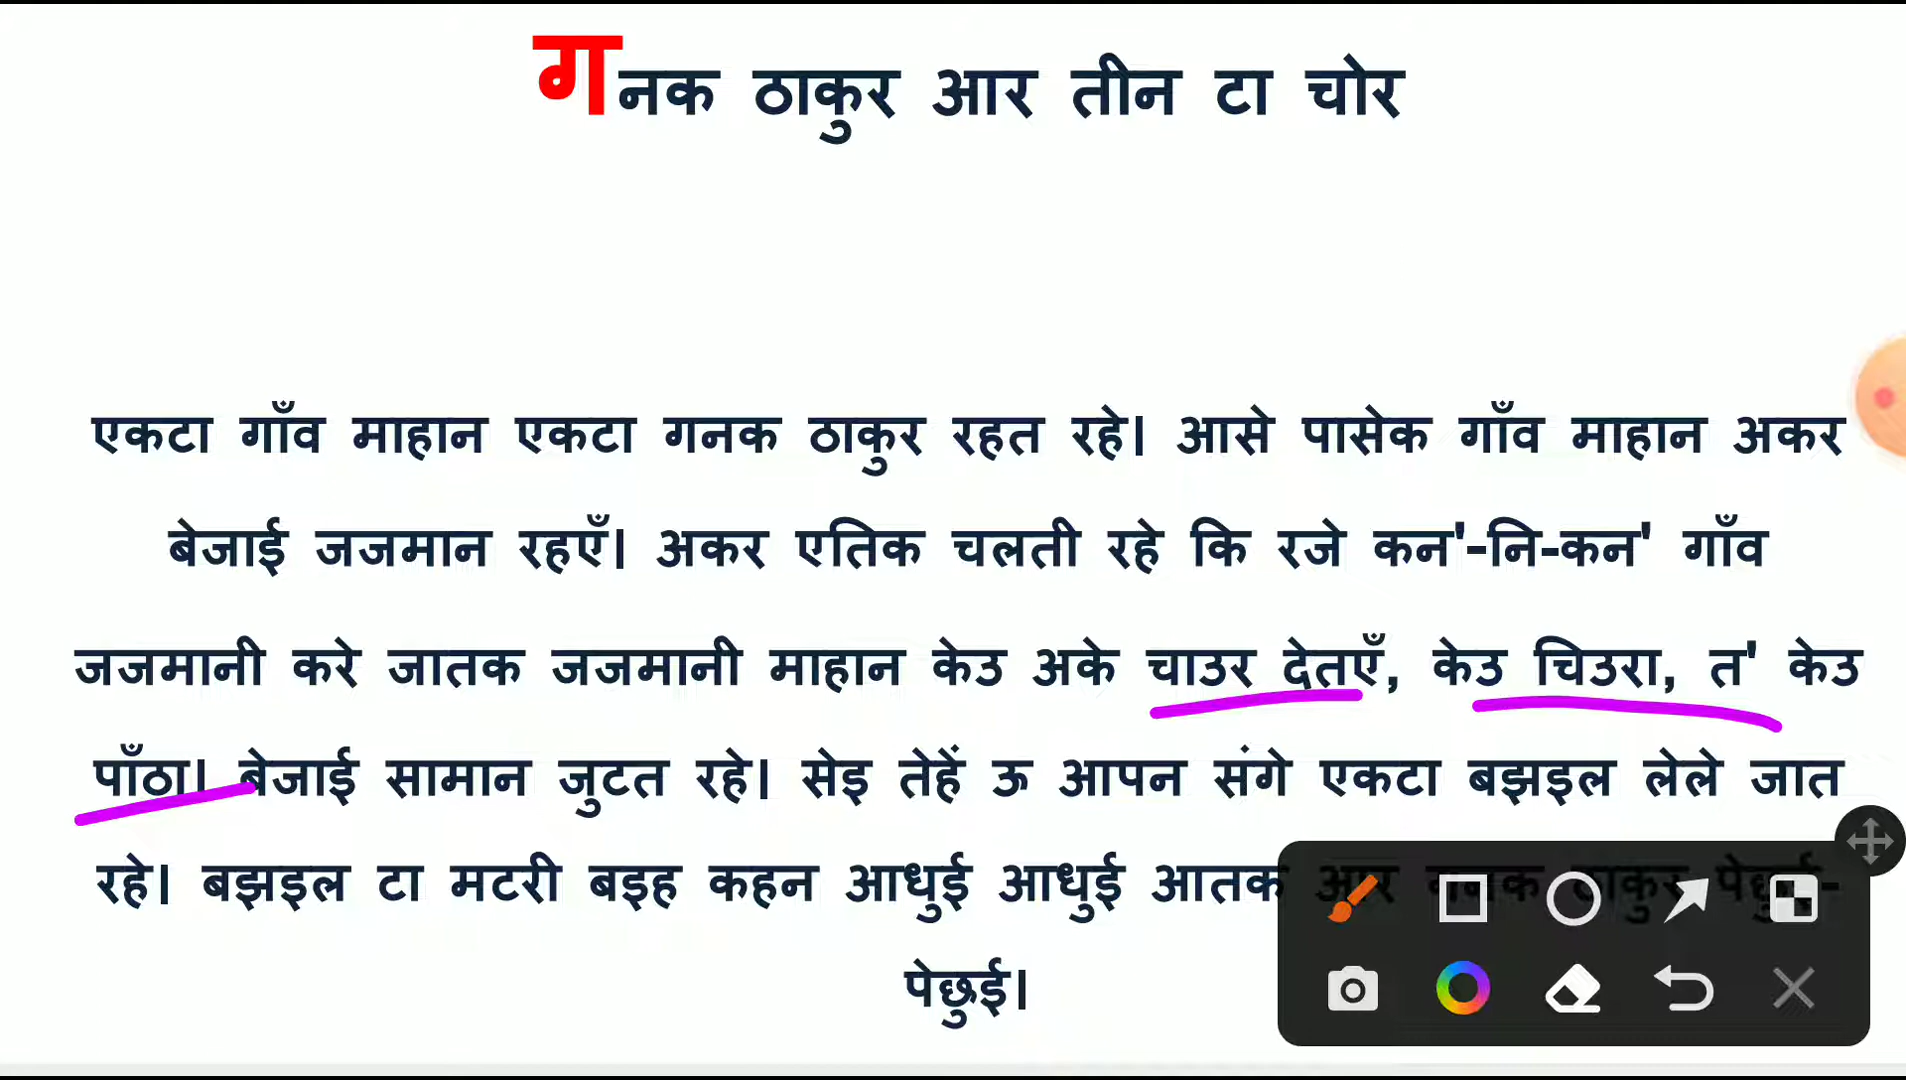 गनक ठाकुर आर तीन टा चोर
एकटा गाँव माहान एकटा गनक ठाकुर रहत रहे। आसे पासेक गाँव माहान अकर
बेजाई जजमान रहएँ। अकर एतिक चलती रहे कि रजे कन'-नि-कन' गाँव
जजमानी करे जातक जजमानी माहान केउ अके चाउर देतएँ, केउ चिउरा, त' केउ
पाँठा। बेजाई सामान जुटत रहे। सेइ तेहें ऊ आपन संगे एकटा बझइल लेले जात
रहे। बझइल टा मटरी बइह कहन आधुई आधुई आतक आर गनक ठाकुर पेछुई-
पेछुई।